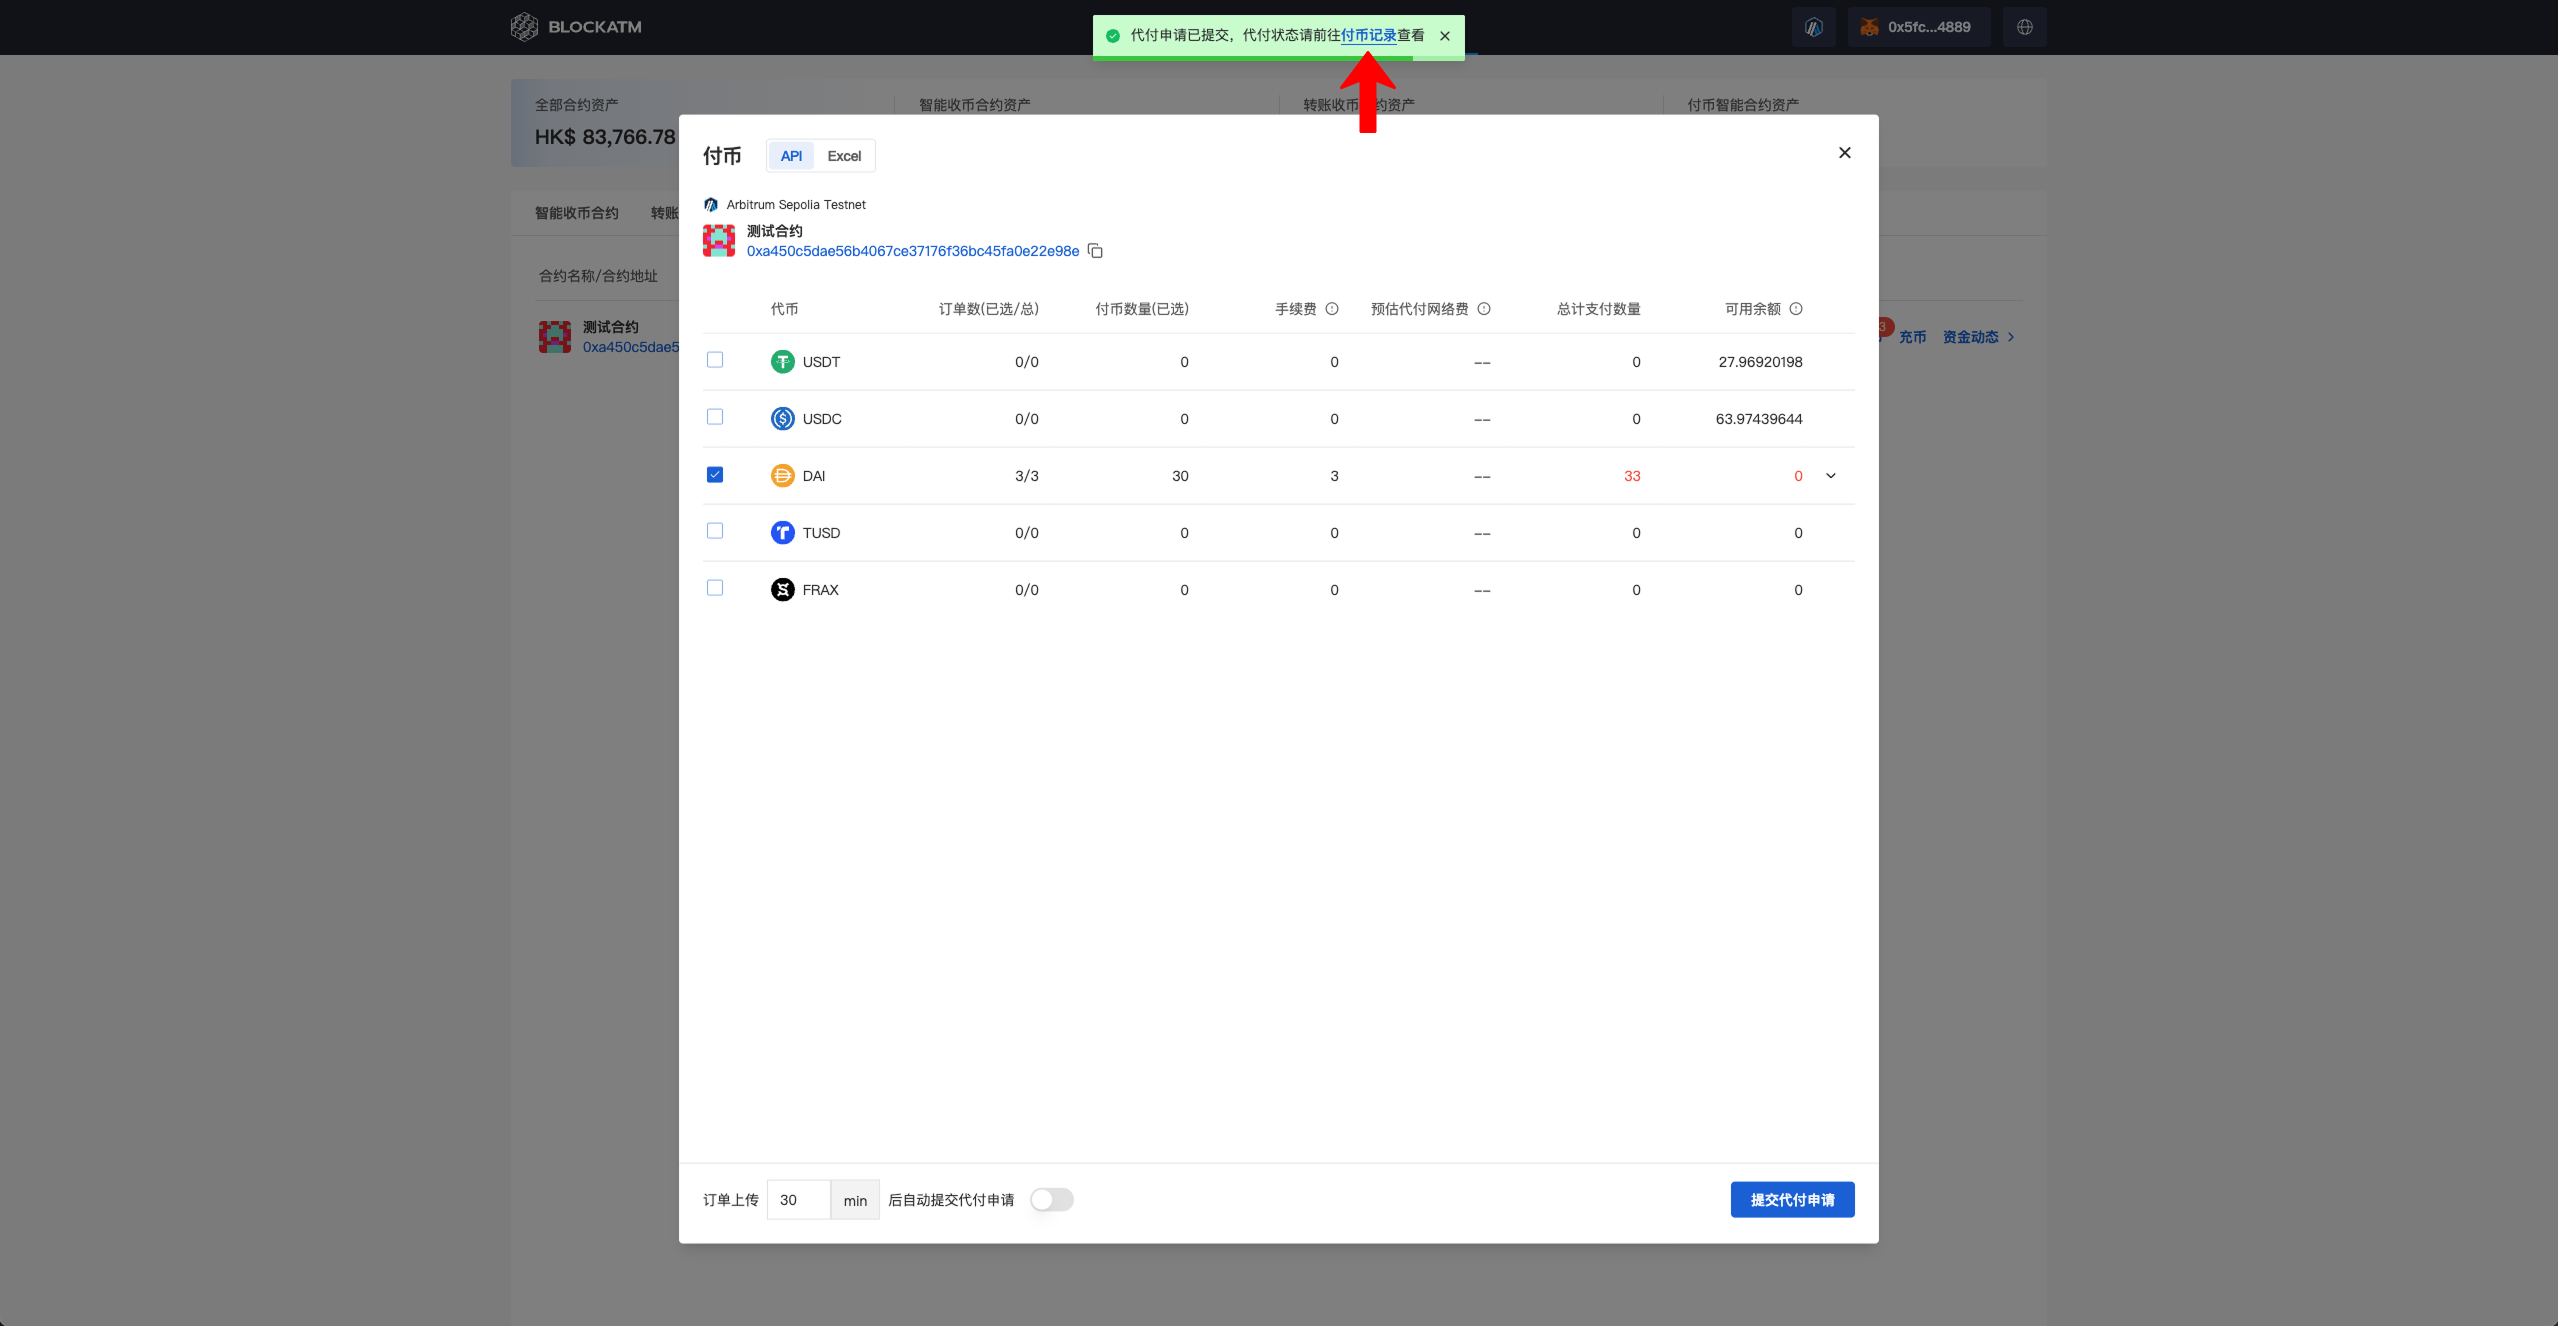 BLOCKATM
代付申请已提交，代付状态请前往付币记录查看
0x5fc...4889
全部合约资产
智能收币合约资产
转账收币
约资产
付币智能合约资产
HK$ 83,766.78
智能收币合约
转账
合约名称/合约地址
测试合约
0xa450c5dae5
3
充币
资金动态
付币
API
Excel
Arbitrum Sepolia Testnet
测试合约
0xa450c5dae56b4067ce37176f36bc45fa0e22e98e
代币 订单数(已选/总) 付币数量(已选) 手续费 预估代付网络费 总计支付数量 可用余额
USDT 0/0 0 0 -- 0 27.96920198
USDC 0/0 0 0 -- 0 63.97439644
DAI 3/3 30 3 -- 33 0
TUSD 0/0 0 0 -- 0 0
FRAX 0/0 0 0 -- 0 0
订单上传 30 min 后自动提交代付申请
提交代付申请